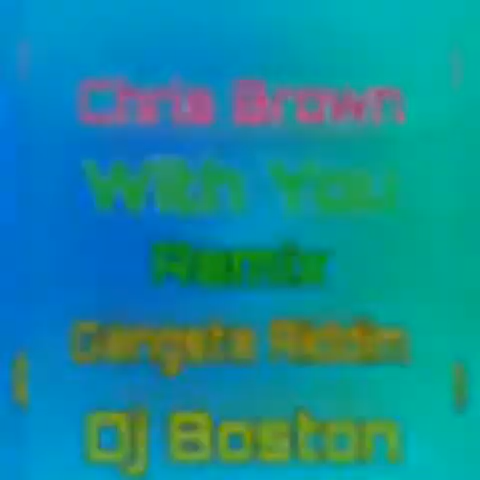 Chris Brown
With You
Remix
Gangsta Riddim
Dj Boston